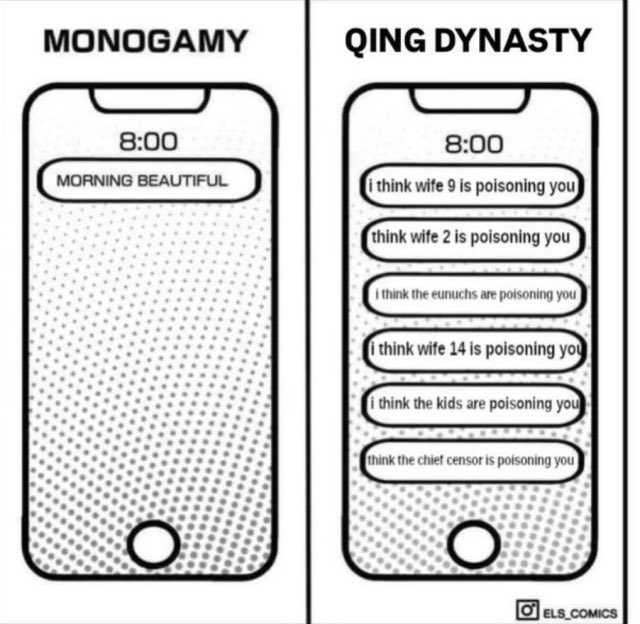 MONOGAMY
8:00
MORNING BEAUTIFUL
QING DYNASTY
8:00
i think wife 9 is poisoning you
think wife 2 is poisoning you
i think the eunuchs are poisoning you
i think wife 14 is poisoning you
i think the kids are poisoning you
think the chief censor is poisoning you
ELS_COMICS